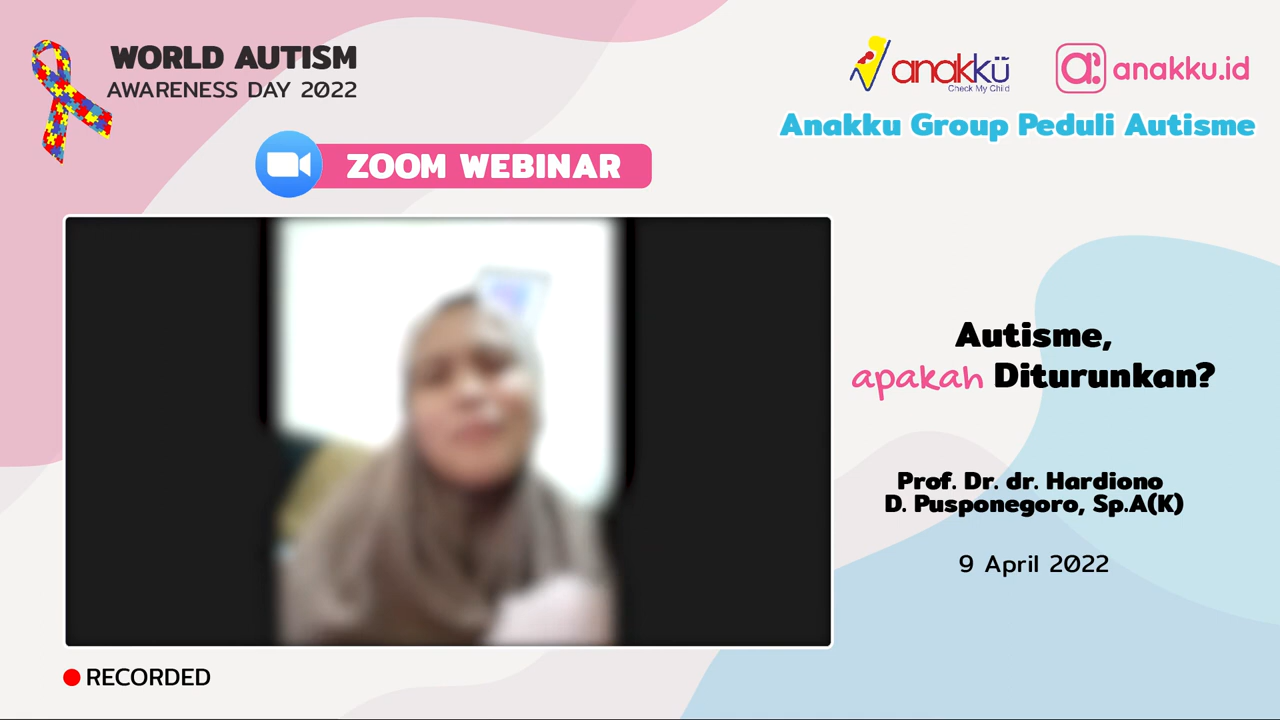 WORLD AUTISM
AWARENESS DAY 2022
anakkü
Check My Child
a:
anakku.id
Anakku Group Peduli Autisme
ZOOM WEBINAR
Autisme,
apakah Diturunkan?
Prof. Dr. dr. Hardiono
D. Pusponegoro, Sp.A(K)
9 April 2022
RECORDED